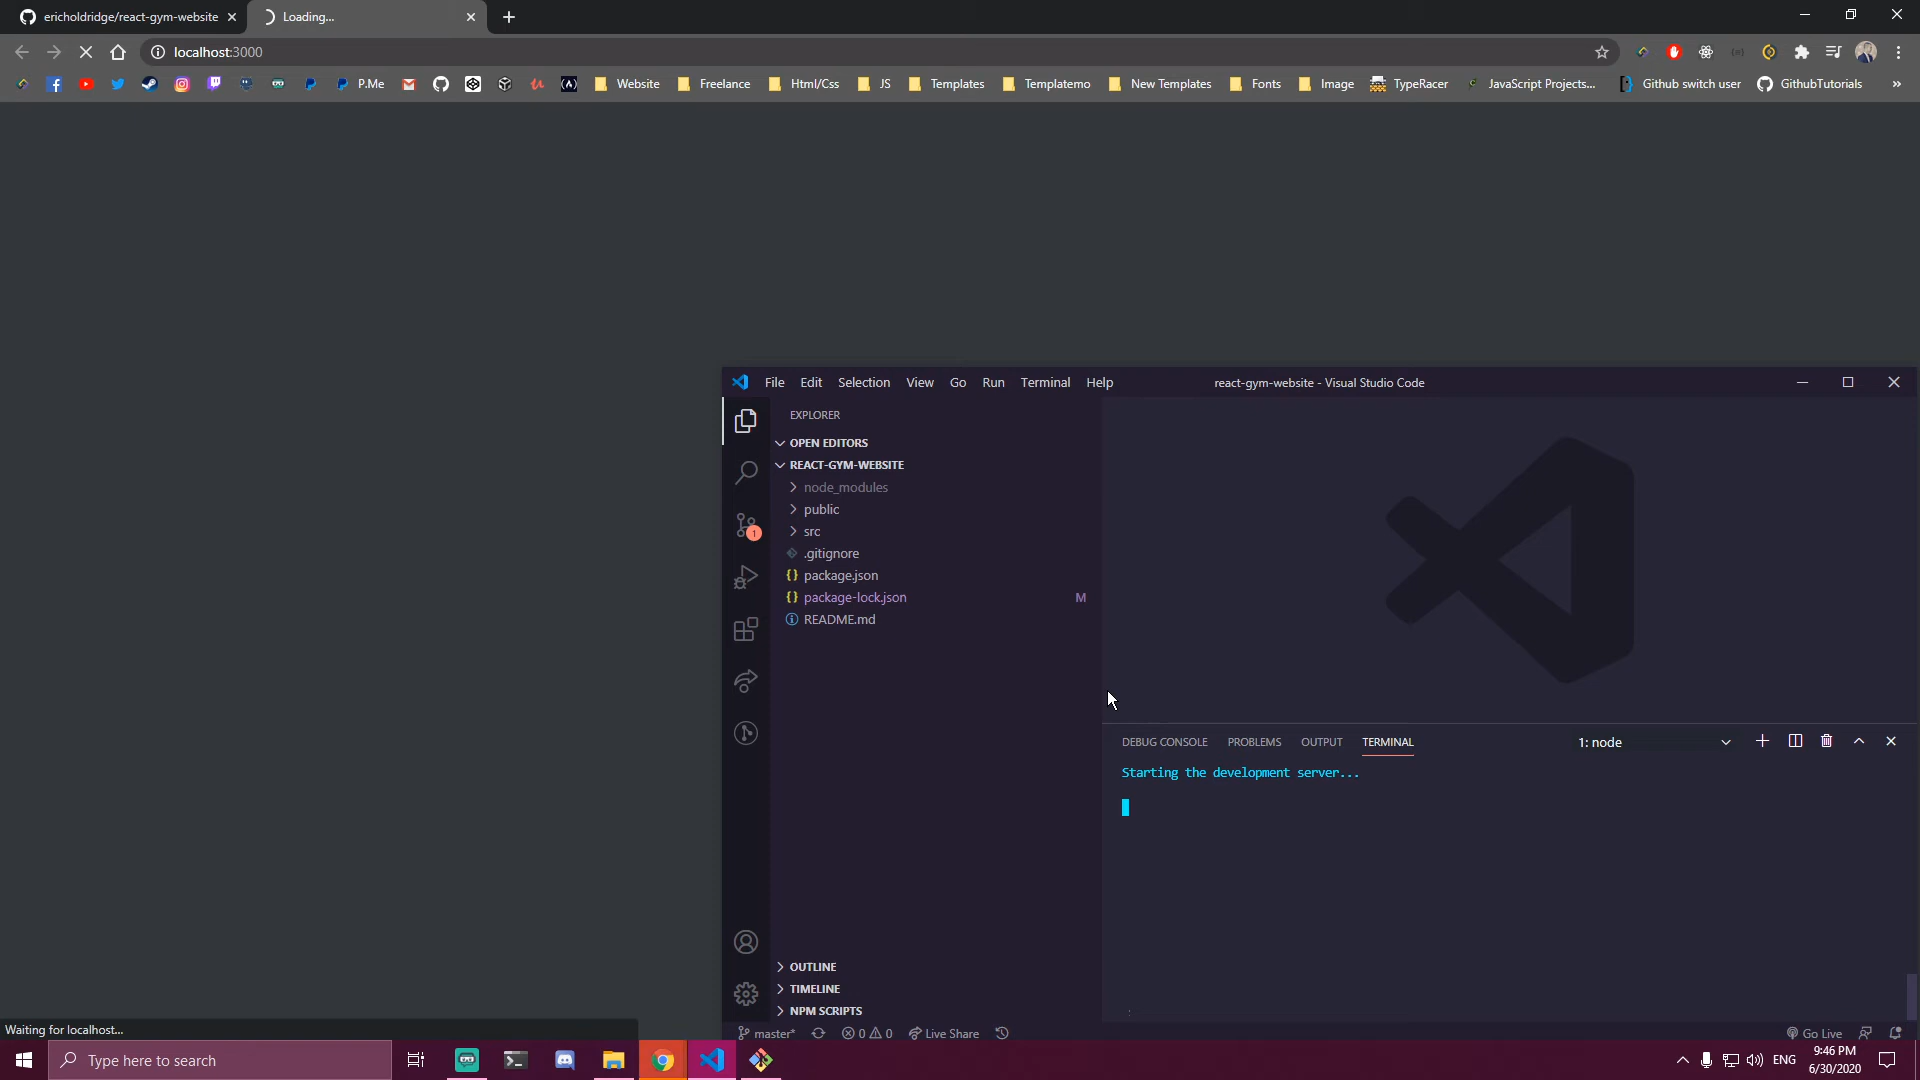 ericholdridge/react-gym-website
Loading...
localhost:3000
P.Me
Website
Freelance
Html/Css
JS
Templates
Templatemo
New Templates
Fonts
Image
TypeRacer
JavaScript Projects...
Github switch user
GithubTutorials
»
File Edit Selection View Go Run Terminal Help
react-gym-website - Visual Studio Code
EXPLORER
OPEN EDITORS
REACT-GYM-WEBSITE
node_modules
public
src
.gitignore
package.json
package-lock.json M
README.md
1
DEBUG CONSOLE PROBLEMS OUTPUT TERMINAL
1: node
Starting the development server...
OUTLINE
TIMELINE
NPM SCRIPTS
Waiting for localhost...
master* 0 0 Live Share
Go Live
Type here to search
ENG
9:46 PM
6/30/2020